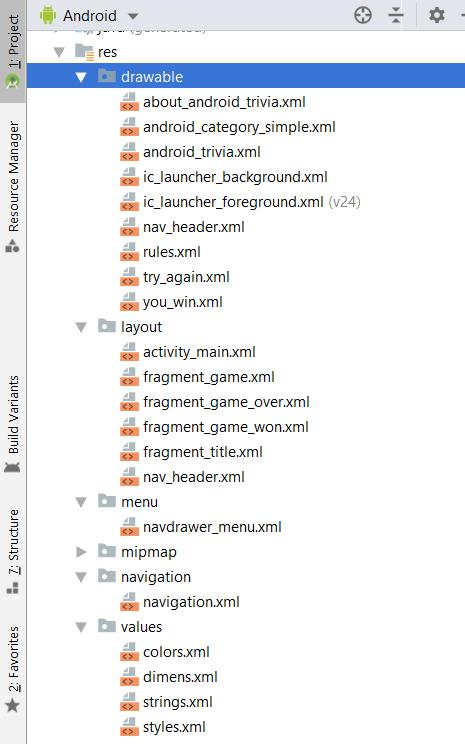 Android
java (generated)
res
drawable
about_android_trivia.xml
android_category_simple.xml
android_trivia.xml
ic_launcher_background.xml
ic_launcher_foreground.xml (v24)
nav_header.xml
rules.xml
try_again.xml
you_win.xml
layout
activity_main.xml
fragment_game.xml
fragment_game_over.xml
fragment_game_won.xml
fragment_title.xml
nav_header.xml
menu
navdrawer_menu.xml
mipmap
navigation
navigation.xml
values
colors.xml
dimens.xml
strings.xml
styles.xml
1: Project
Resource Manager
Build Variants
7: Structure
2: Favorites